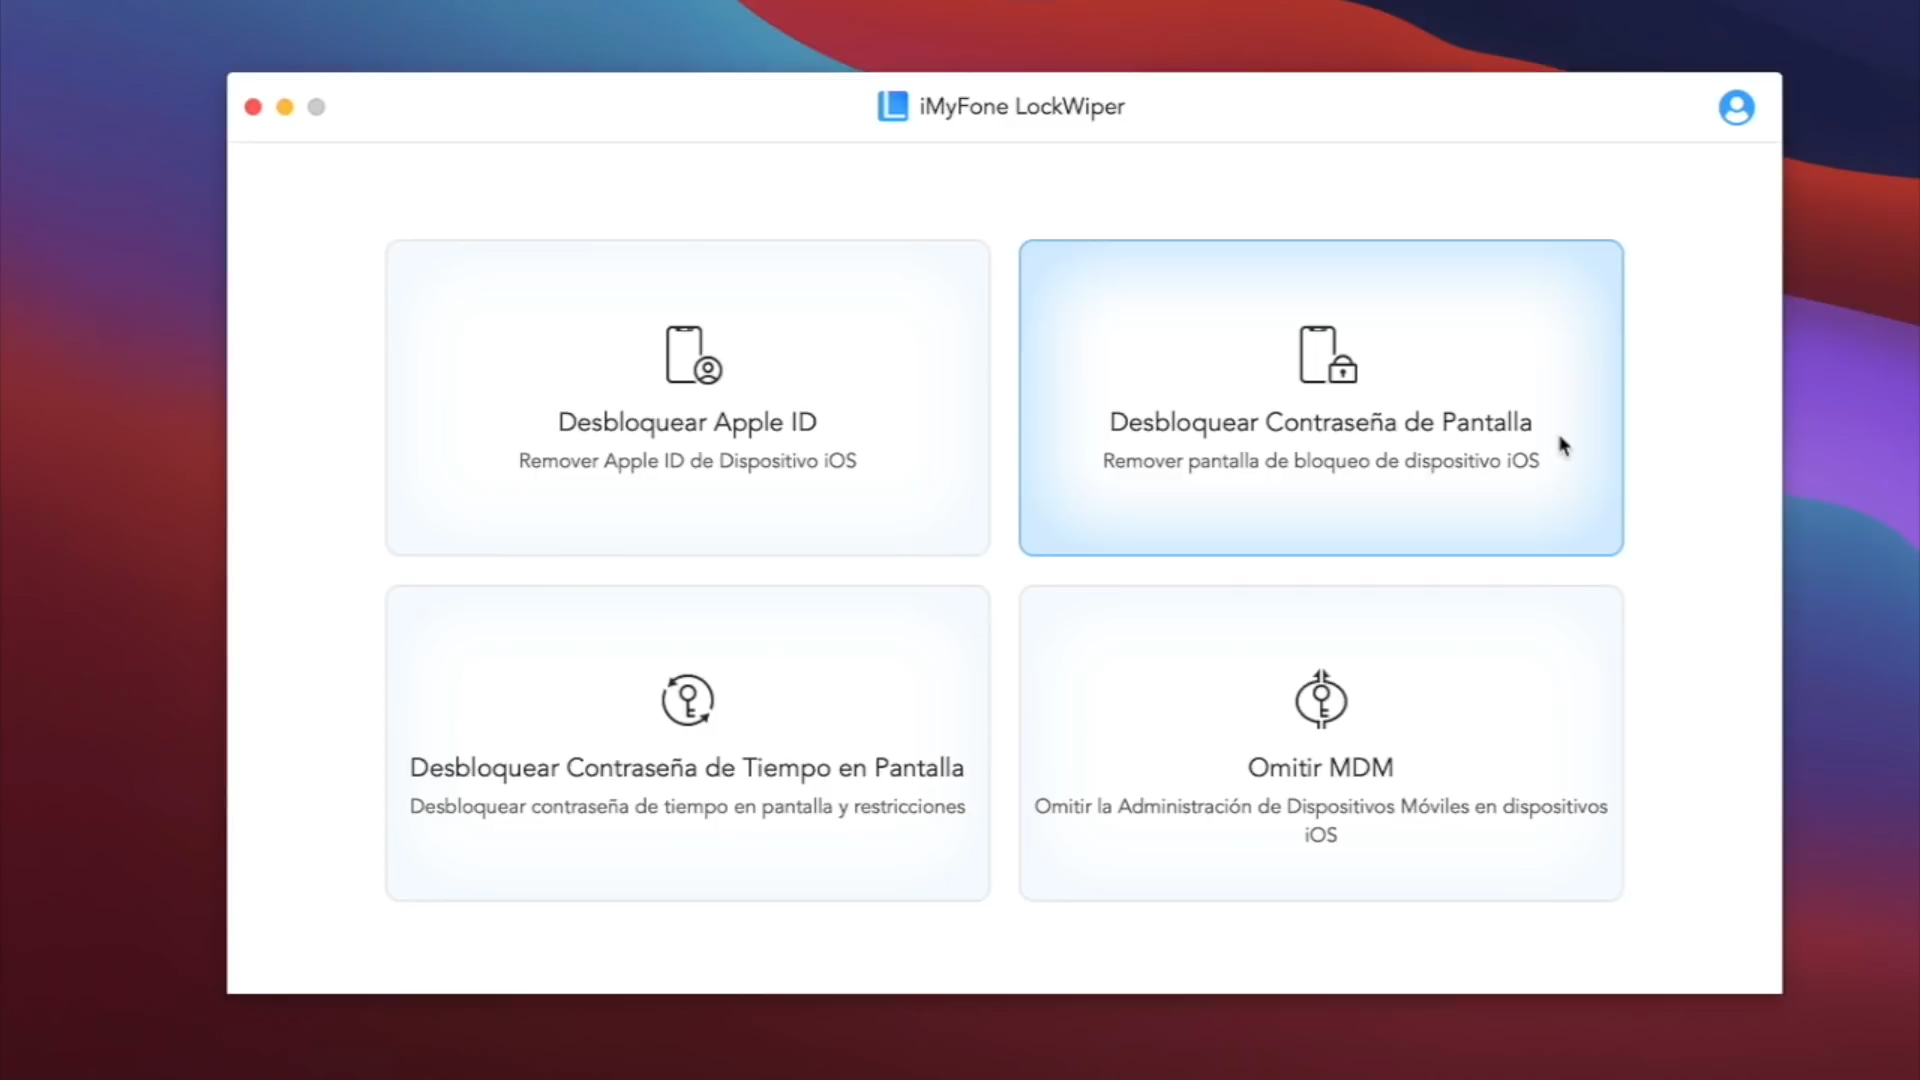 iMyFone LockWiper
Desbloquear Apple ID
Remover Apple ID de Dispositivo iOS
Desbloquear Contraseña de Pantalla
Remover pantalla de bloqueo de dispositivo iOS
Desbloquear Contraseña de Tiempo en Pantalla
Desbloquear contraseña de tiempo en pantalla y restricciones
Omitir MDM
Omitir la Administración de Dispositivos Móviles en dispositivos
iOS